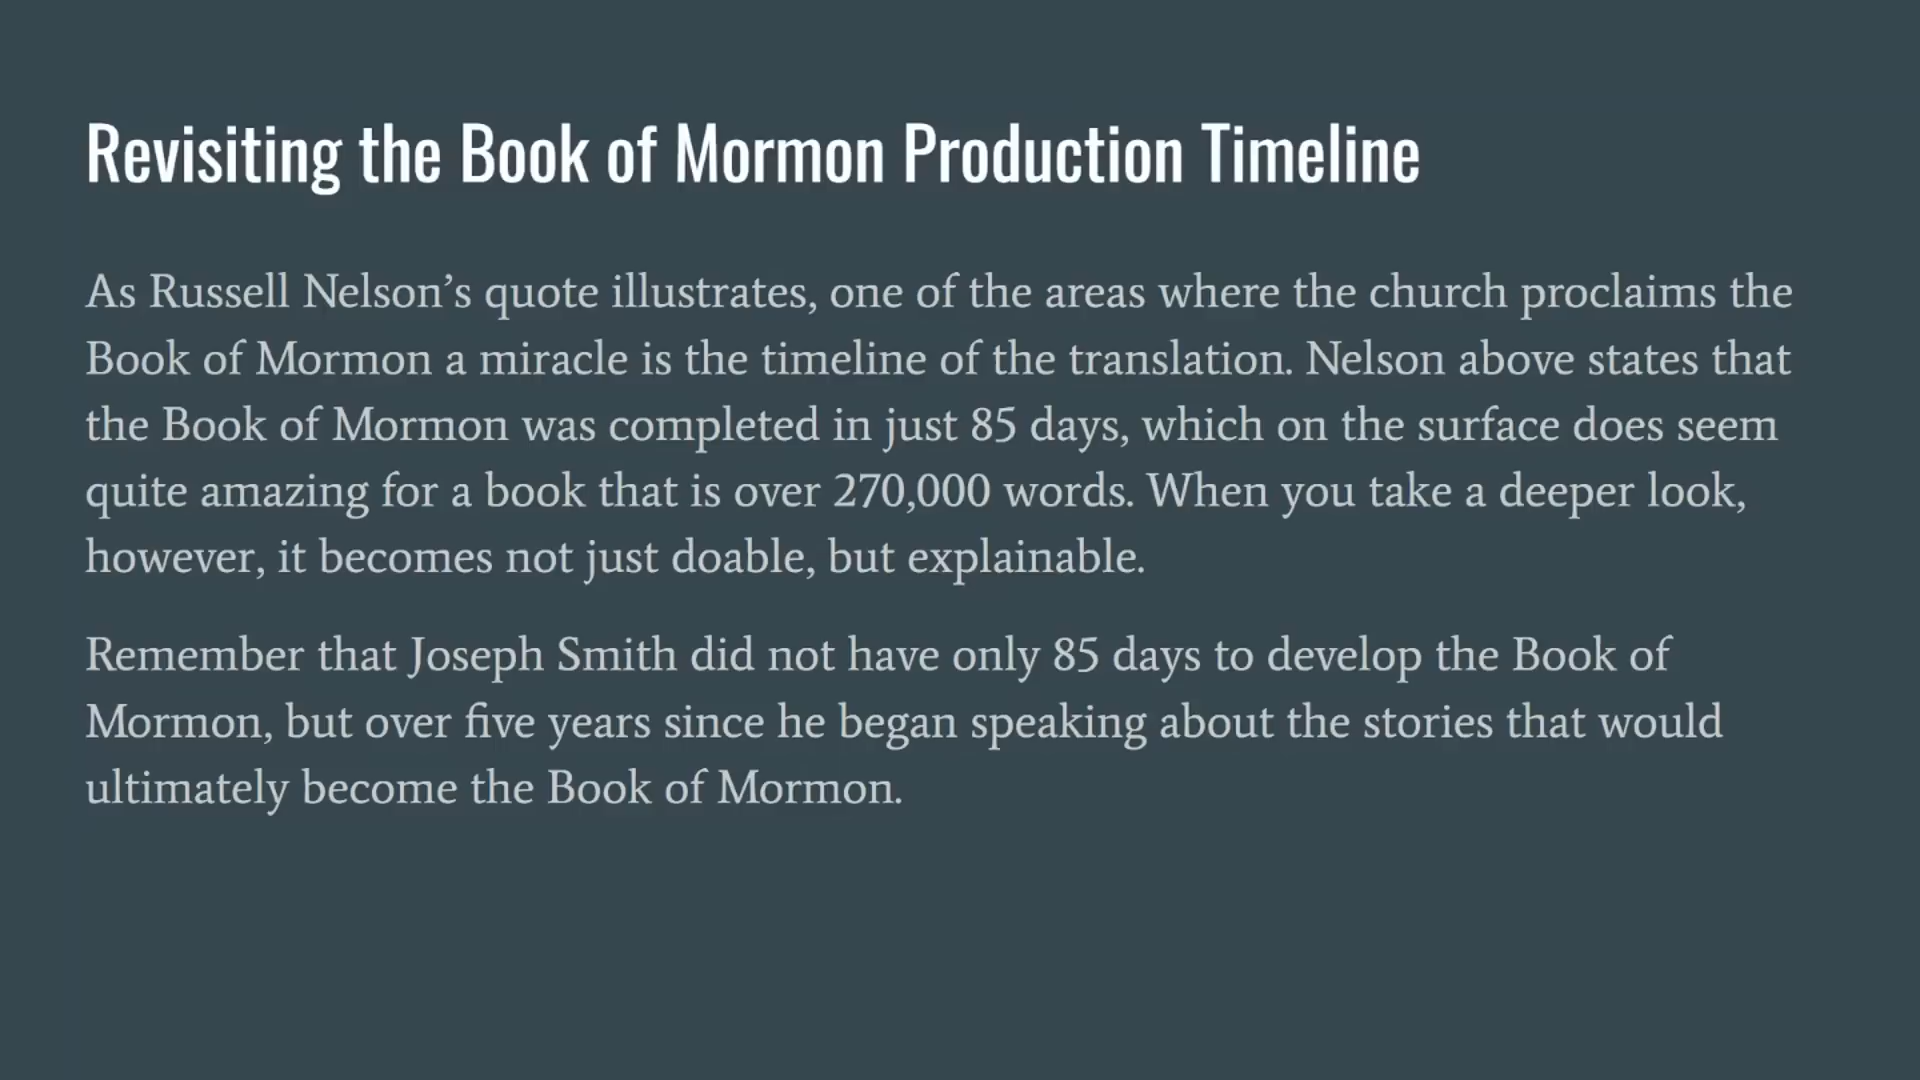 Revisiting the Book of Mormon Production Timeline
As Russell Nelson’s quote illustrates, one of the areas where the church proclaims the
Book of Mormon a miracle is the timeline of the translation. Nelson above states that
the Book of Mormon was completed in just 85 days, which on the surface does seem
quite amazing for a book that is over 270,000 words. When you take a deeper look,
however, it becomes not just doable, but explainable.
Remember that Joseph Smith did not have only 85 days to develop the Book of
Mormon, but over five years since he began speaking about the stories that would
ultimately become the Book of Mormon.